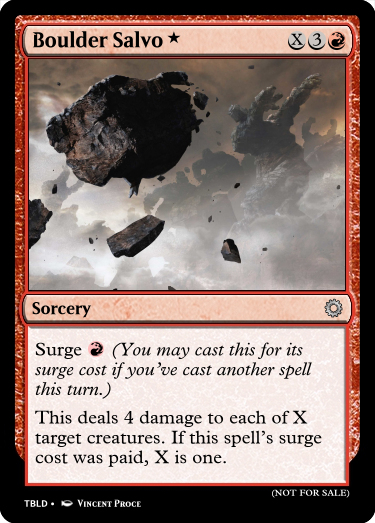 Boulder Salvo ★ X 3
Sorcery
Surge (You may cast this for its
surge cost if you've cast another spell
this turn.)
This deals 4 damage to each of X
target creatures. If this spell's surge
cost was paid, X is one.
(NOT FOR SALE)
TBLD • Vincent Proce